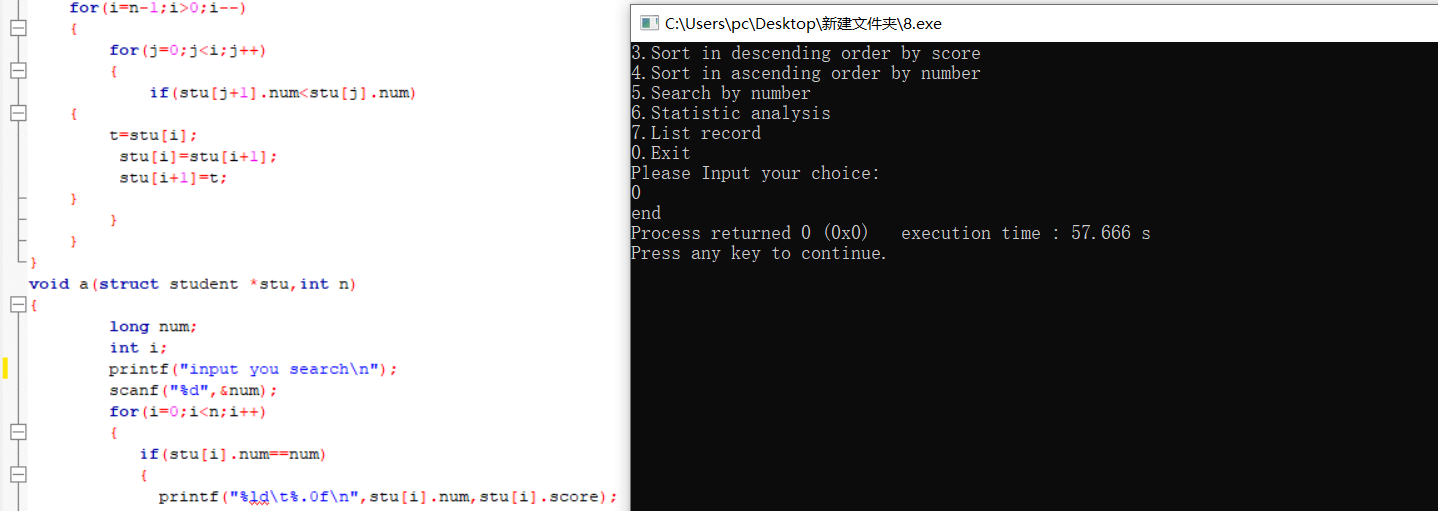 for(i=n-1;i>0;i--)
{
for(j=0;j<i;j++)
{
if(stu[j+1].num<stu[j].num)
{
t=stu[i];
stu[i]=stu[i+1];
stu[i+1]=t;
}
}
}
}
void a(struct student *stu,int n)
{
long num;
int i;
printf("input you search\n");
scanf("%d",&num);
for(i=0;i<n;i++)
{
if(stu[i].num==num)
{
printf("%ld\t%.0f\n",stu[i].num,stu[i].score);
C:\Users\pc\Desktop\新建文件夹\8.exe
3.Sort in descending order by score
4.Sort in ascending order by number
5.Search by number
6.Statistic analysis
7.List record
0.Exit
Please Input your choice:
0
end
Process returned 0 (0x0)   execution time : 57.666 s
Press any key to continue.